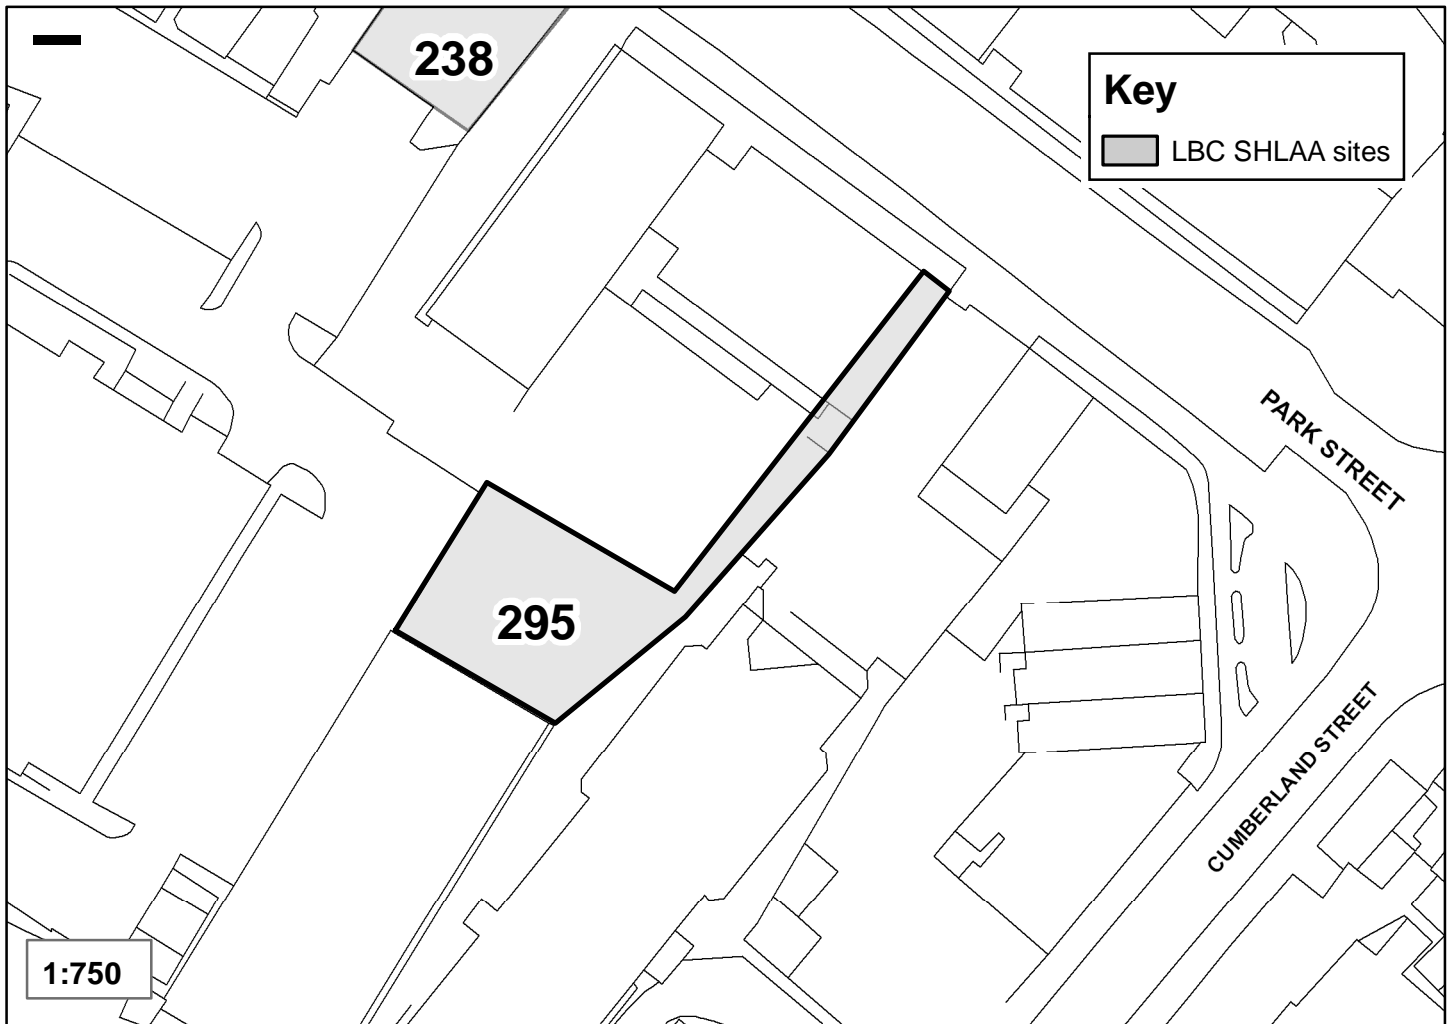 238
Key
LBC SHLAA sites
PARK STREET
295
CUMBERLAND STREET
1:750